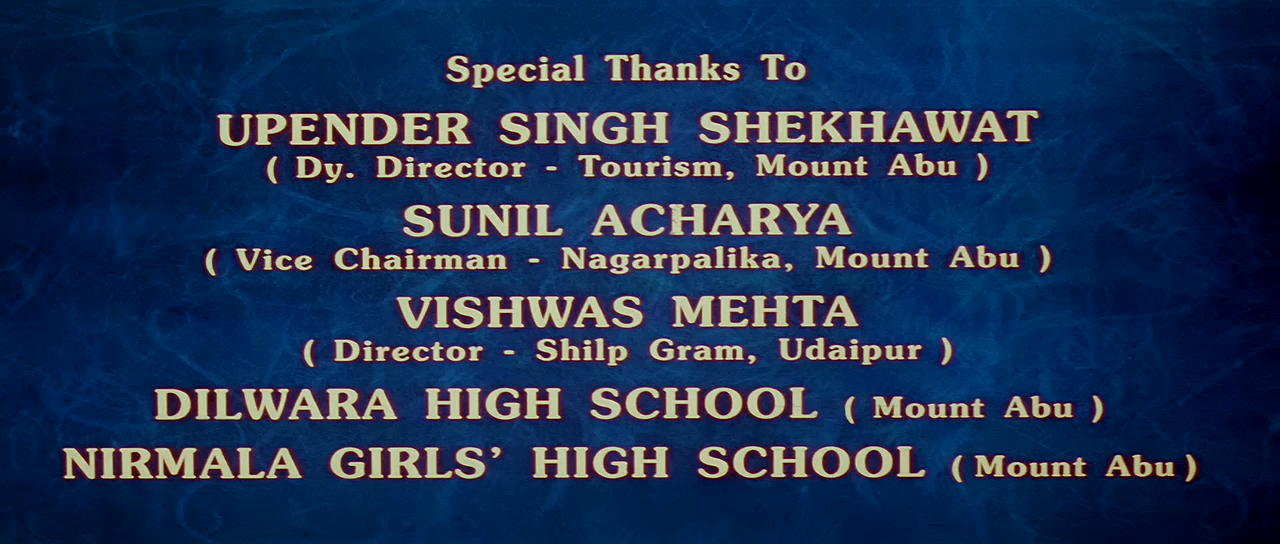 Special Thanks To
UPENDER SINGH SHEKHAWAT
( Dy. Director - Tourism, Mount Abu )
SUNIL ACHARYA
( Vice Chairman - Nagarpalika, Mount Abu )
VISHWAS MEHTA
( Director - Shilp Gram, Udaipur )
DILWARA HIGH SCHOOL ( Mount Abu )
NIRMALA GIRLS' HIGH SCHOOL ( Mount Abu )